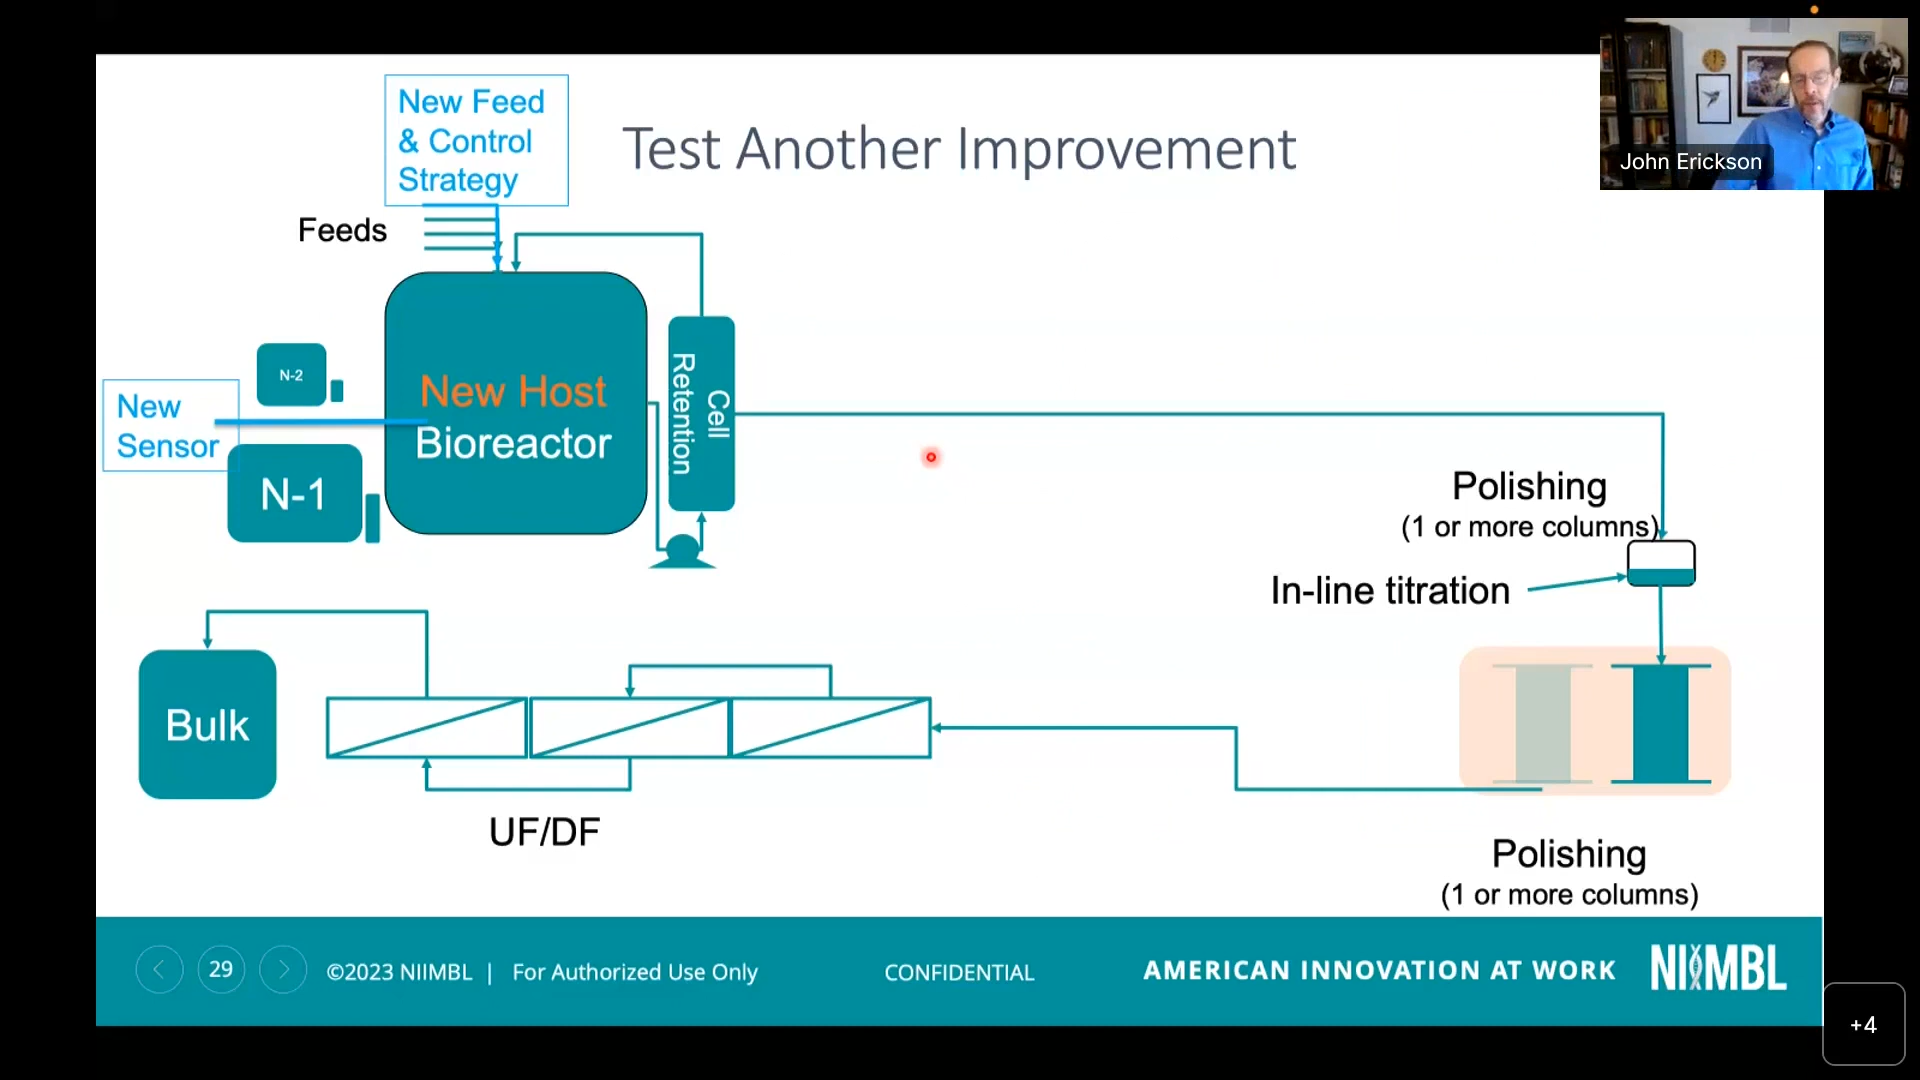 New Feed
& Control
Strategy
Test Another Improvement
John Erickson
Feeds
N-2
New
Sensor
New Host
Bioreactor
Cell
Retention
N-1
Polishing
(1 or more columns)
In-line titration
Bulk
UF/DF
Polishing
(1 or more columns)
29
©2023 NIIMBL | For Authorized Use Only
CONFIDENTIAL
AMERICAN INNOVATION AT WORK
NIIMBL
+4